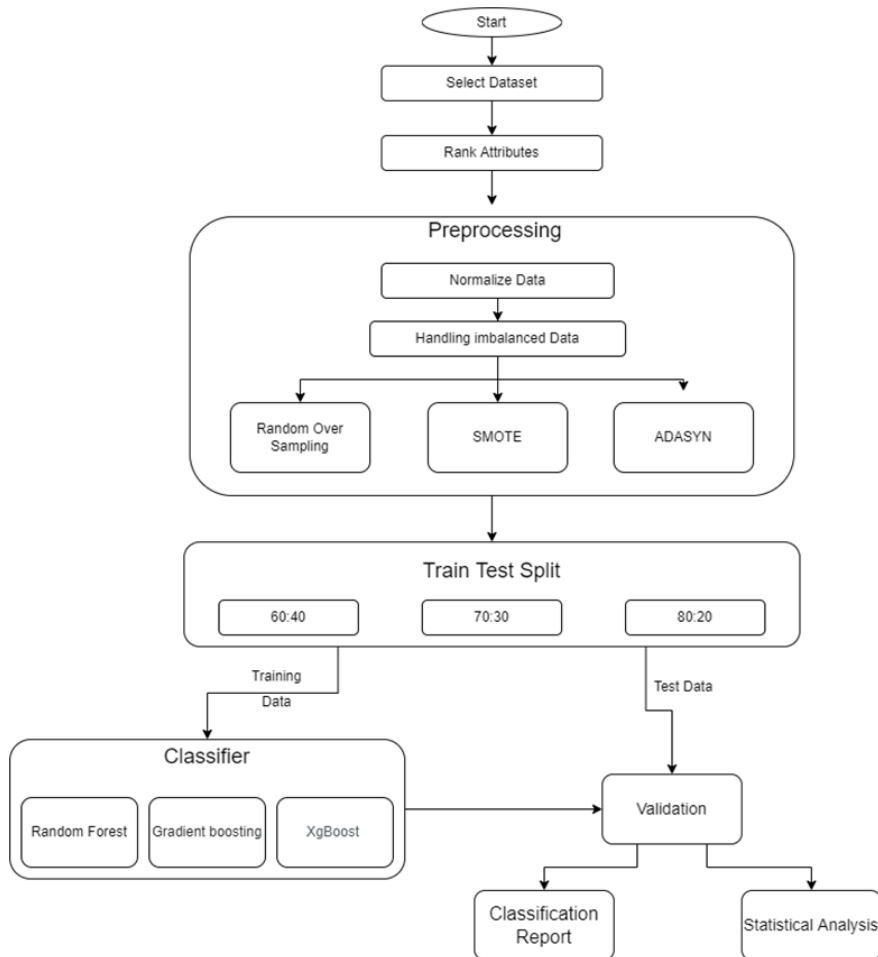 Start
Select Dataset
Rank Attributes
Preprocessing
Normalize Data
Handling imbalanced Data
Random Over
Sampling
SMOTE
ADASYN
Train Test Split
60:40
70:30
80:20
Training
Data
Test Data
Classifier
Random Forest
Gradient boosting
XgBoost
Validation
Classification
Report
Statistical Analysis